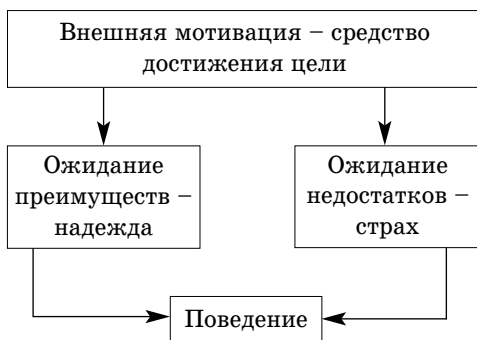 Внешняя мотивация – средство
достижения цели
Ожидание
преимуществ –
надежда
Ожидание
недостатков –
страх
Поведение